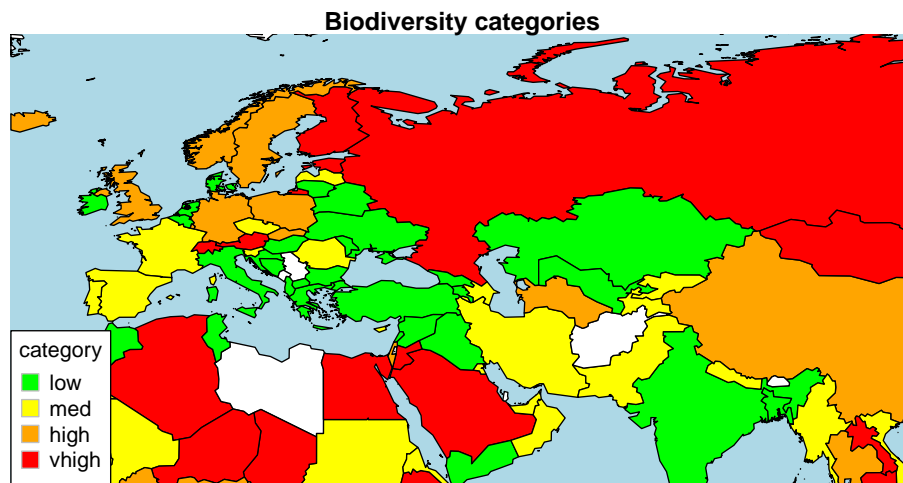 Biodiversity categories
category
low
med
high
vhigh